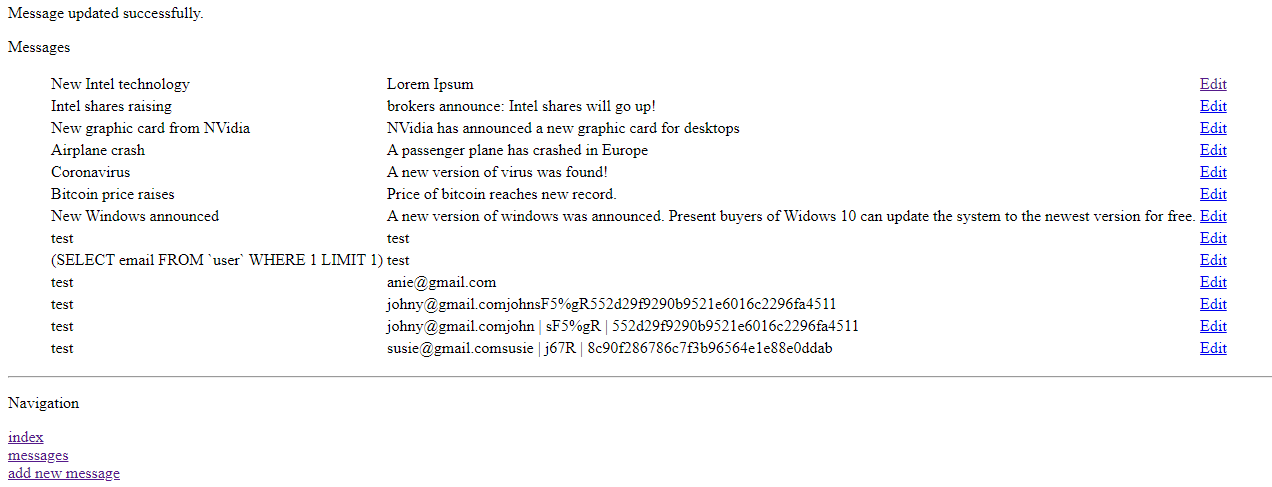 Message updated successfully.
Messages
New Intel technology Lorem Ipsum Edit
Intel shares raising brokers announce: Intel shares will go up! Edit
New graphic card from NVidia NVidia has announced a new graphic card for desktops Edit
Airplane crash A passenger plane has crashed in Europe Edit
Coronavirus A new version of virus was found! Edit
Bitcoin price raises Price of bitcoin reaches new record. Edit
New Windows announced A new version of windows was announced. Present buyers of Widows 10 can update the system to the newest version for free. Edit
test test Edit
(SELECT email FROM `user` WHERE 1 LIMIT 1) test Edit
test anie@gmail.com Edit
test johny@gmail.comjohnsF5%gR552d29f9290b9521e6016c2296fa4511 Edit
test johny@gmail.comjohn | sF5%gR | 552d29f9290b9521e6016c2296fa4511 Edit
test susie@gmail.comsusie | j67R | 8c90f286786c7f3b96564e1e88e0ddab Edit
Navigation
index
messages
add new message